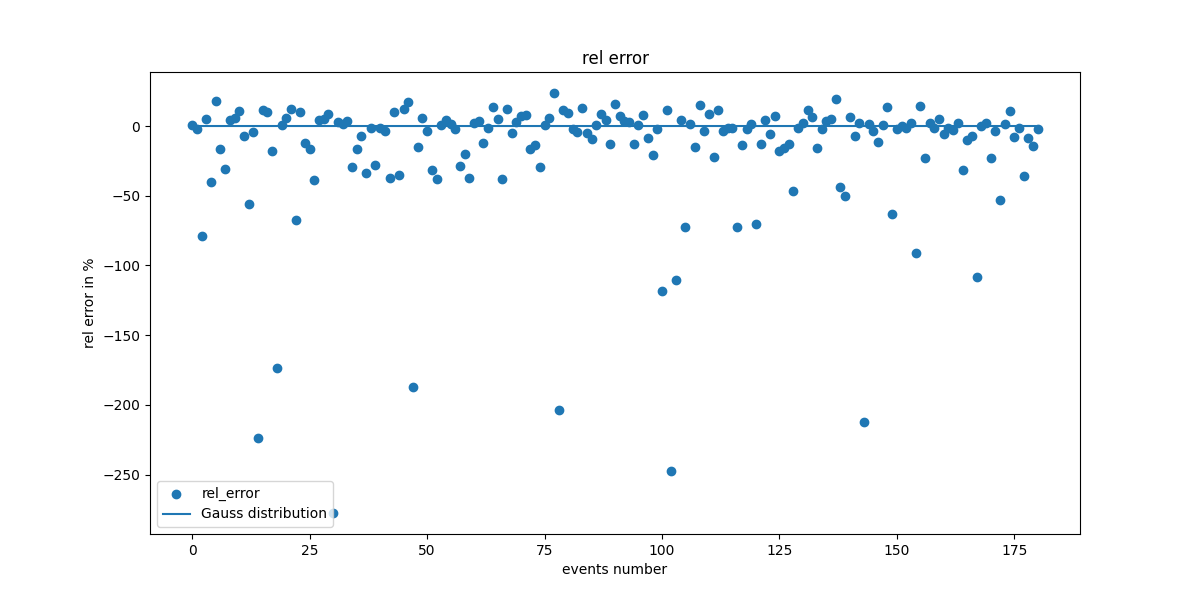 rel error
0
−50
−100
−150
−200
−250
rel error in %
rel_error
Gauss distribution
0
25
50
75
100
125
150
175
events number